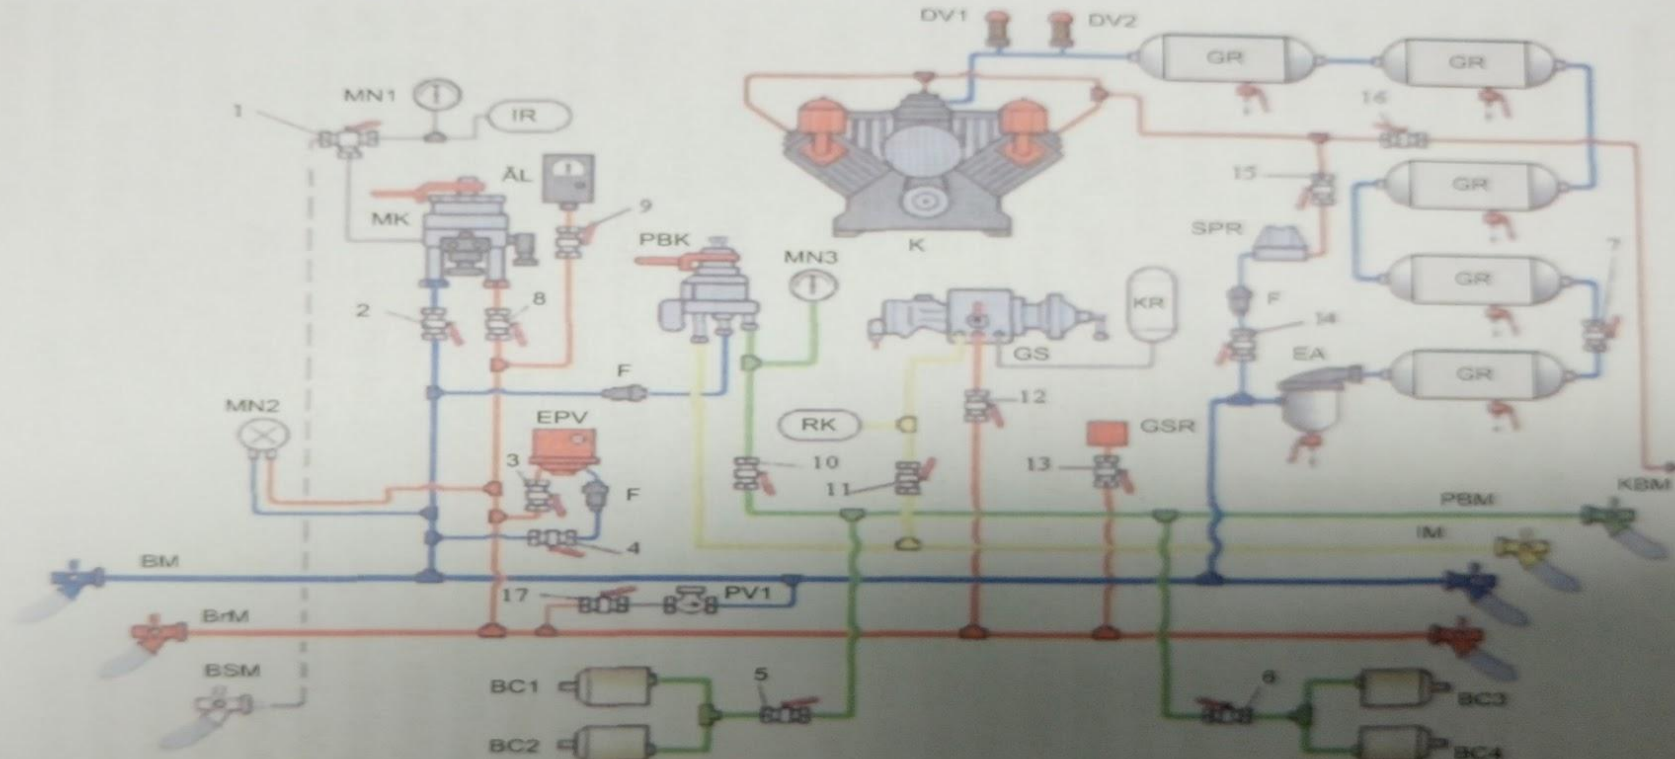 DV1
DV2
GR
GR
MN1
IR
1
16
ĀL
MK
9
PBK
MN3
K
15
GR
SPR
7
2
8
F
KR
GR
14
GS
F
EA
GR
MN2
EPV
12
RK
GSR
3
10
11
13
F
4
KBM
PBM
IM
BM
17
PV1
BrM
BSM
BC1
5
6
BC3
BC2
BC4